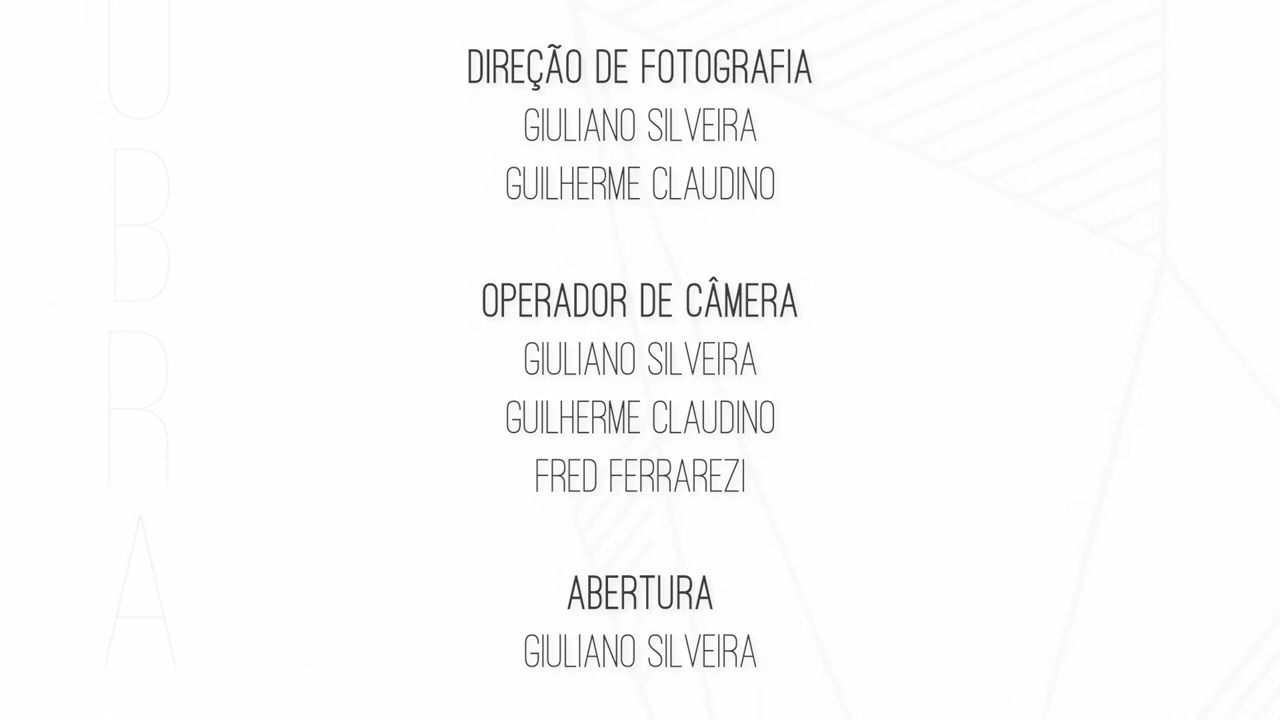 DIREÇÃO DE FOTOGRAFIA
GIULIANO SILVEIRA
GUILHERME CLAUDINO
OPERADOR DE CÂMERA
GIULIANO SILVEIRA
GUILHERME CLAUDINO
FRED FERRAREZI
ABERTURA
GIULIANO SILVEIRA
UBRA